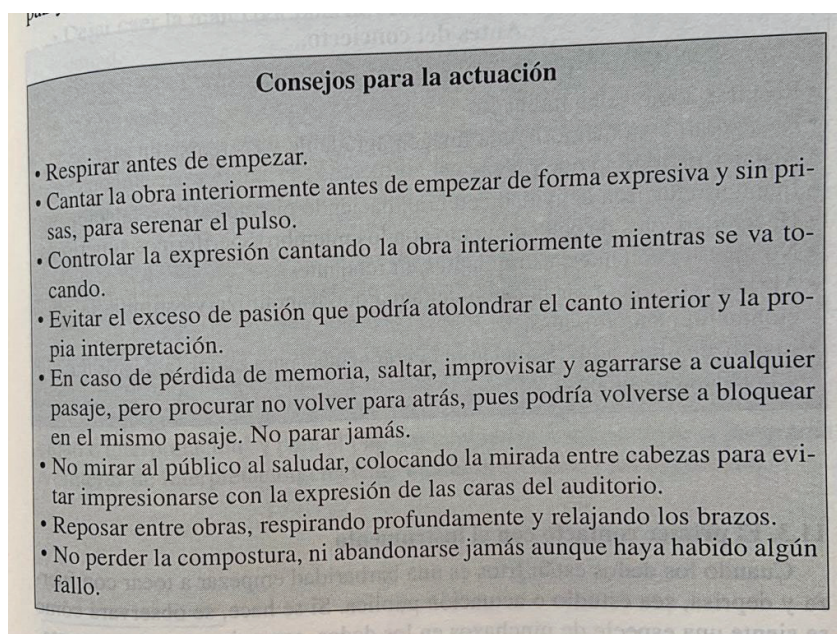 Consejos para la actuación
• Respirar antes de empezar.
• Cantar la obra interiormente antes de empezar de forma expresiva y sin pri-
sas, para serenar el pulso.
• Controlar la expresión cantando la obra interiormente mientras se va to-
cando.
• Evitar el exceso de pasión que podría atolondrar el canto interior y la pro-
pia interpretación.
• En caso de pérdida de memoria, saltar, improvisar y agarrarse a cualquier
pasaje, pero procurar no volver para atrás, pues podría volverse a bloquear
en el mismo pasaje. No parar jamás.
• No mirar al público al saludar, colocando la mirada entre cabezas para evi-
tar impresionarse con la expresión de las caras del auditorio.
• Reposar entre obras, respirando profundamente y relajando los brazos.
• No perder la compostura, ni abandonarse jamás aunque haya habido algún
fallo.